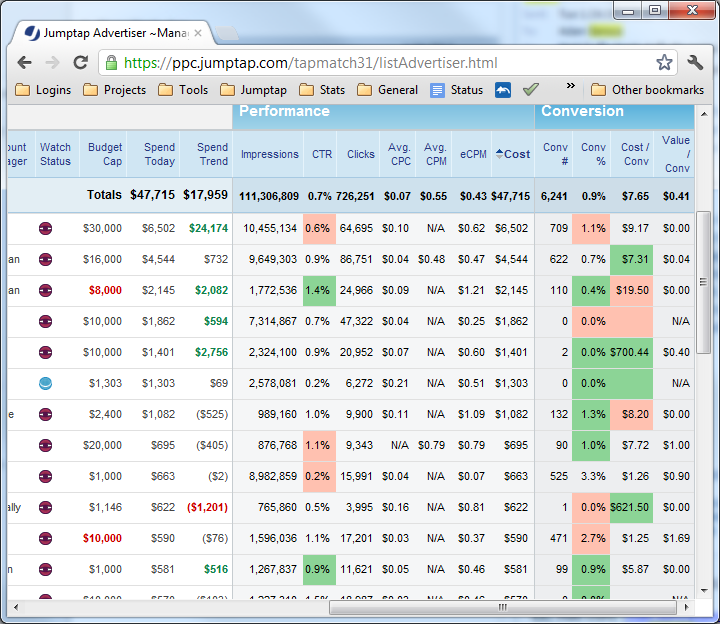 Jumptap Advertiser ~Mana
https://ppc.jumptap.com/tapmatch31/listAdvertiser.html
Logins Projects Tools Jumptap Stats General Status » Other bookmarks
Performance Conversion
ount ager Watch Status Budget Cap Spend Today Spend Trend Impressions CTR Clicks Avg. CPC Avg. CPM eCPM Cost Conv # Conv % Cost / Conv Value / Conv
Totals $47,715 $17,959 111,306,809 0.7% 726,251 $0.07 $0.55 $0.43 $47,715 6,241 0.9% $7.65 $0.41
$30,000 $6,502 $24,174 10,455,134 0.6% 64,695 $0.10 N/A $0.62 $6,502 709 1.1% $9.17 $0.00
an $16,000 $4,544 $732 9,649,303 0.9% 86,751 $0.04 $0.48 $0.47 $4,544 622 0.7% $7.31 $0.04
an $8,000 $2,145 $2,082 1,772,536 1.4% 24,966 $0.09 N/A $1.21 $2,145 110 0.4% $19.50 $0.00
$10,000 $1,862 $594 7,314,867 0.7% 47,322 $0.04 N/A $0.25 $1,862 0 0.0% N/A
$10,000 $1,401 $2,756 2,324,100 0.9% 20,952 $0.07 N/A $0.60 $1,401 2 0.0% $700.44 $0.40
$1,303 $1,303 $69 2,578,081 0.2% 6,272 $0.21 N/A $0.51 $1,303 0 0.0% N/A
e $2,400 $1,082 ($525) 989,160 1.0% 9,900 $0.11 N/A $1.09 $1,082 132 1.3% $8.20 $0.00
$20,000 $695 ($405) 876,768 1.1% 9,343 N/A $0.79 $0.79 $695 90 1.0% $7.72 $1.00
$1,000 $663 ($2) 8,982,859 0.2% 15,991 $0.04 N/A $0.07 $663 525 3.3% $1.26 $0.90
ally $1,146 $622 ($1,201) 765,860 0.5% 3,995 $0.16 N/A $0.81 $622 1 0.0% $621.50 $0.00
$10,000 $590 ($76) 1,596,036 1.1% 17,201 $0.03 N/A $0.37 $590 471 2.7% $1.25 $1.69
n $1,000 $581 $516 1,267,837 0.9% 11,621 $0.05 N/A $0.46 $581 99 0.9% $5.87 $0.00